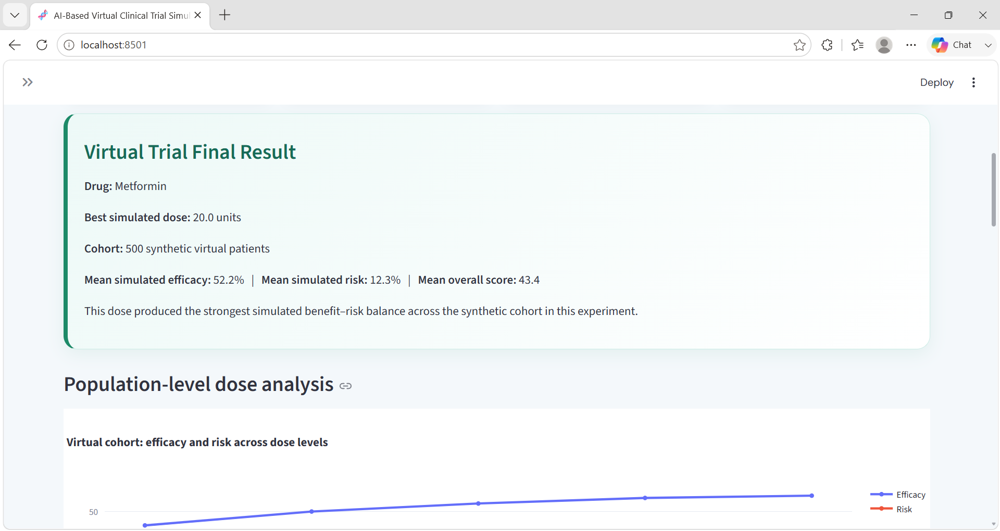 AI-Based Virtual Clinical Trial Simu
localhost:8501
Chat
Deploy
Virtual Trial Final Result
Drug: Metformin
Best simulated dose: 20.0 units
Cohort: 500 synthetic virtual patients
Mean simulated efficacy: 52.2% | Mean simulated risk: 12.3% | Mean overall score: 43.4
This dose produced the strongest simulated benefit–risk balance across the synthetic cohort in this experiment.
Population-level dose analysis
Virtual cohort: efficacy and risk across dose levels
Efficacy
50
Risk